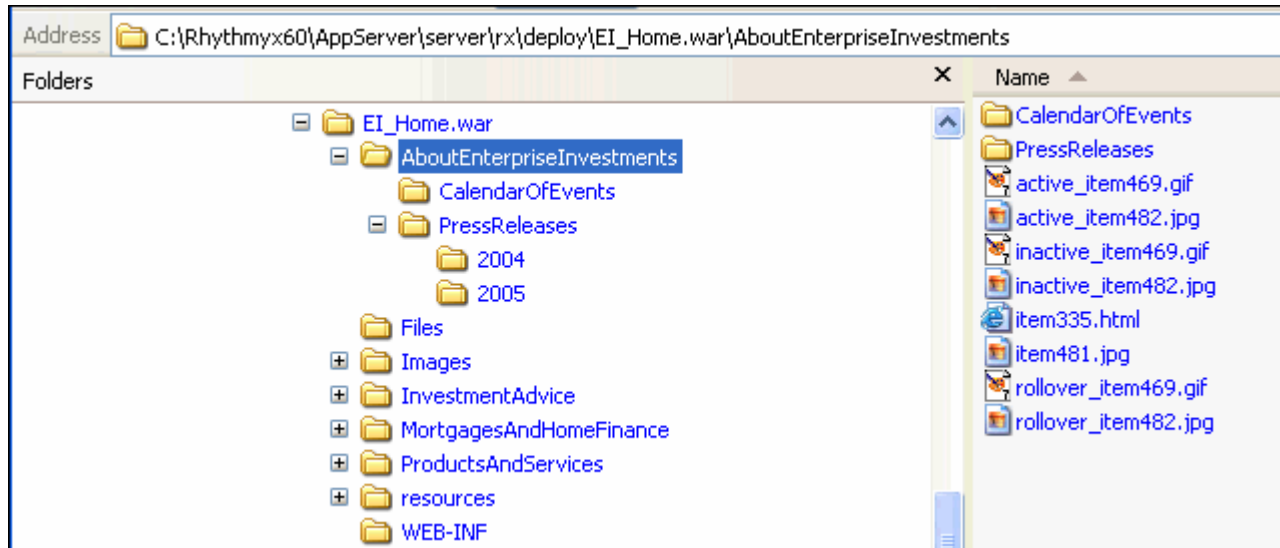 Address C:\Rhythmyx60\AppServer\server\rx\deploy\EI_Home.war\AboutEnterpriseInvestments
Folders
EI_Home.war
AboutEnterpriseInvestments
CalendarOfEvents
PressReleases
2004
2005
Files
Images
InvestmentAdvice
MortgagesAndHomeFinance
ProductsAndServices
resources
WEB-INF
Name
CalendarOfEvents
PressReleases
active_item469.gif
active_item482.jpg
inactive_item469.gif
inactive_item482.jpg
item335.html
item481.jpg
rollover_item469.gif
rollover_item482.jpg